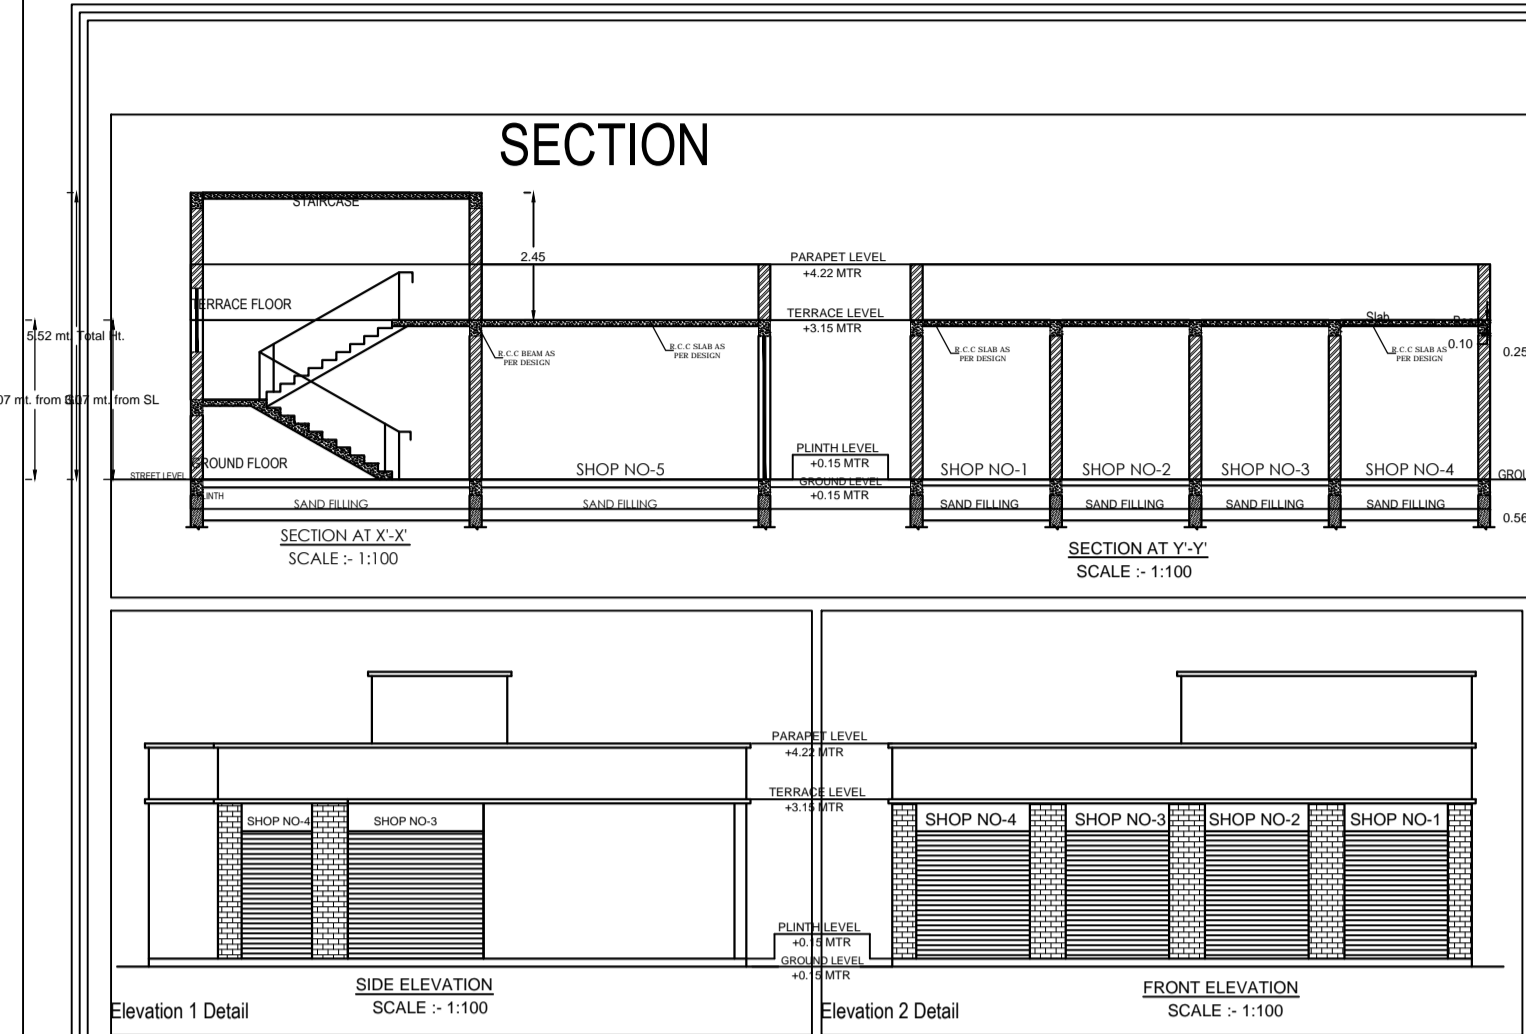 SECTION
STAIRCASE
2.45
PARAPET LEVEL
+4.22 MTR
TERRACE FLOOR
TERRACE LEVEL
+3.15 MTR
5.52 mt. Total Ht.
R.C.C BEAM AS
PER DESIGN
R.C.C SLAB AS
PER DESIGN
R.C.C SLAB AS
PER DESIGN
Slab
0.10
R.C.C SLAB AS
PER DESIGN
0.25
07 mt. from
07 mt. from SL
GROUND FLOOR
STREET LEVEL
SHOP NO-5
PLINTH LEVEL
+0.15 MTR
GROUND LEVEL
+0.15 MTR
SHOP NO-1
SHOP NO-2
SHOP NO-3
SHOP NO-4
GROU
LINTH
SAND FILLING
SAND FILLING
SAND FILLING
SAND FILLING
SAND FILLING
SAND FILLING
0.56
SECTION AT X'-X'
SCALE :- 1:100
SECTION AT Y'-Y'
SCALE :- 1:100
PARAPET LEVEL
+4.22 MTR
TERRACE LEVEL
+3.15 MTR
SHOP NO-4
SHOP NO-3
SHOP NO-4
SHOP NO-3
SHOP NO-2
SHOP NO-1
PLINTH LEVEL
+0.15 MTR
GROUND LEVEL
+0.15 MTR
SIDE ELEVATION
SCALE :- 1:100
Elevation 1 Detail
FRONT ELEVATION
SCALE :- 1:100
Elevation 2 Detail